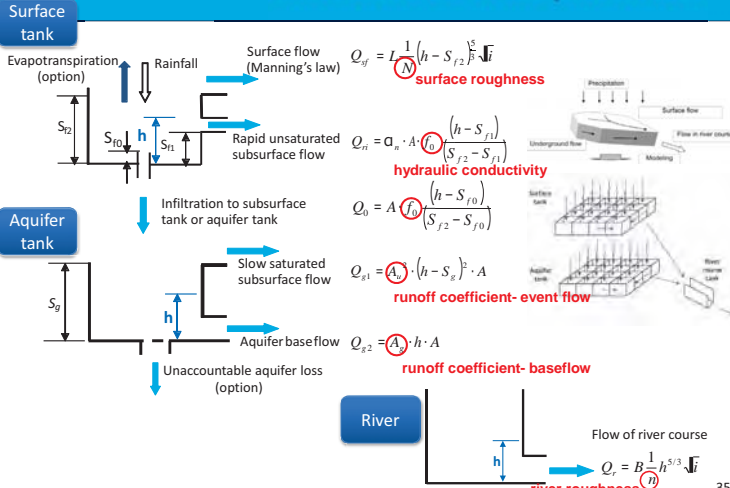 Surface
tank
Evapotranspiration
(option)
Rainfall
Surface flow
(Manning's law)
Q_sf = L 1/N (h − S_f2)^5/3 √i
surface roughness
S_f2
S_f0
h
S_f1
Rapid unsaturated
subsurface flow
Q_ri = α_n · A · f_0 (h − S_f1)/(S_f2 − S_f1)
hydraulic conductivity
Precipitation
Surface flow
Flow in river course
Underground flow
Modeling
Infiltration to subsurface
tank or aquifer tank
Q_0 = A · f_0 (h − S_f0)/(S_f2 − S_f0)
Surface
tank
Aquifer
tank
River
course
tank
Aquifer
tank
S_g
h
Slow saturated
subsurface flow
Q_g1 = A_u² · (h − S_g)² · A
runoff coefficient- event flow
Aquifer base flow
Q_g2 = A_g · h · A
runoff coefficient- baseflow
Unaccountable aquifer loss
(option)
River
h
Flow of river course
Q_r = B 1/n h^5/3 √i
river roughness
35